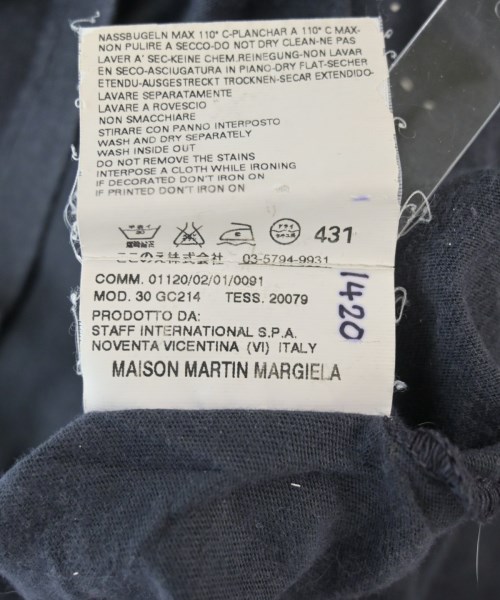 NASSBUGELN MAX 110° C-PLANCHAR A 110° C MAX-
NON PULIRE A SECCO-DO NOT DRY CLEAN-NE PAS
LAVER A' SEC-KEINE CHEM.REINEGUNG-NON LAVAR
EN SECO-ASCIUGATURA IN PIANO-DRY FLAT-SECHER
ETENDU-AUSGESTRECKT TROCKNEN-SECAR EXTENDIDO-
LAVARE SEPARATAMENTE
LAVARE A ROVESCIO
NON SMACCHIARE
STIRARE CON PANNO INTERPOSTO
WASH AND DRY SEPARATELY
WASH INSIDE OUT
DO NOT REMOVE THE STAINS
INTERPOSE A CLOTH WHILE IRONING
IF DECORATED DON'T IRON ON
IF PRINTED DON'T IRON ON
ドライ
431
ここのえ株式会社 03-5794-9931
COMM. 01120/02/01/0091
MOD. 30 GC214 TESS. 20079
PRODOTTO DA:
STAFF INTERNATIONAL S.P.A.
NOVENTA VICENTINA (VI) ITALY
MAISON MARTIN MARGIELA
1420